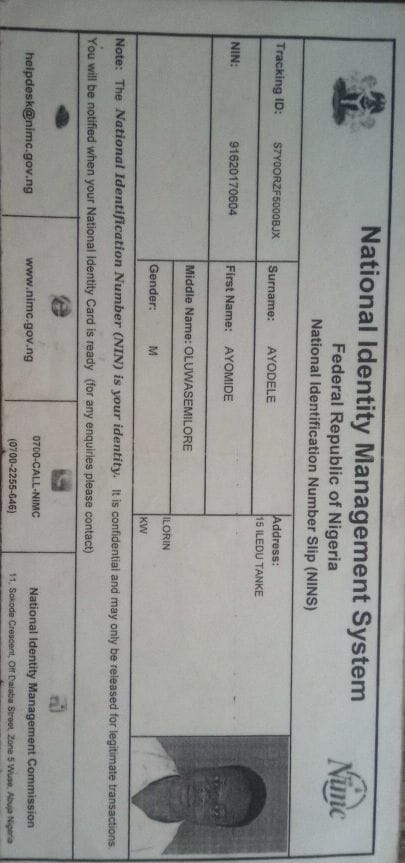 National Identity Management System
Federal Republic of Nigeria
National Identification Number Slip (NINS)
Nimc
Tracking ID: S7Y0ORZF5000BJX
Surname: AYODELE
Address:
15 ILEDU TANKE
NIN: 91620170604
First Name: AYOMIDE
Middle Name: OLUWASEMILORE
Gender: M
ILORIN
KW
Note: The National Identification Number (NIN) is your identity. It is confidential and may only be released for legitimate transactions.
You will be notified when your National Identity Card is ready (for any enquiries please contact)
helpdesk@nimc.gov.ng
www.nimc.gov.ng
0700-CALL-NIMC
(0700-2255-646)
National Identity Management Commission
11, Sokode Crescent, Off Dalaba Street, Zone 5 Wuse, Abuja Nigeria